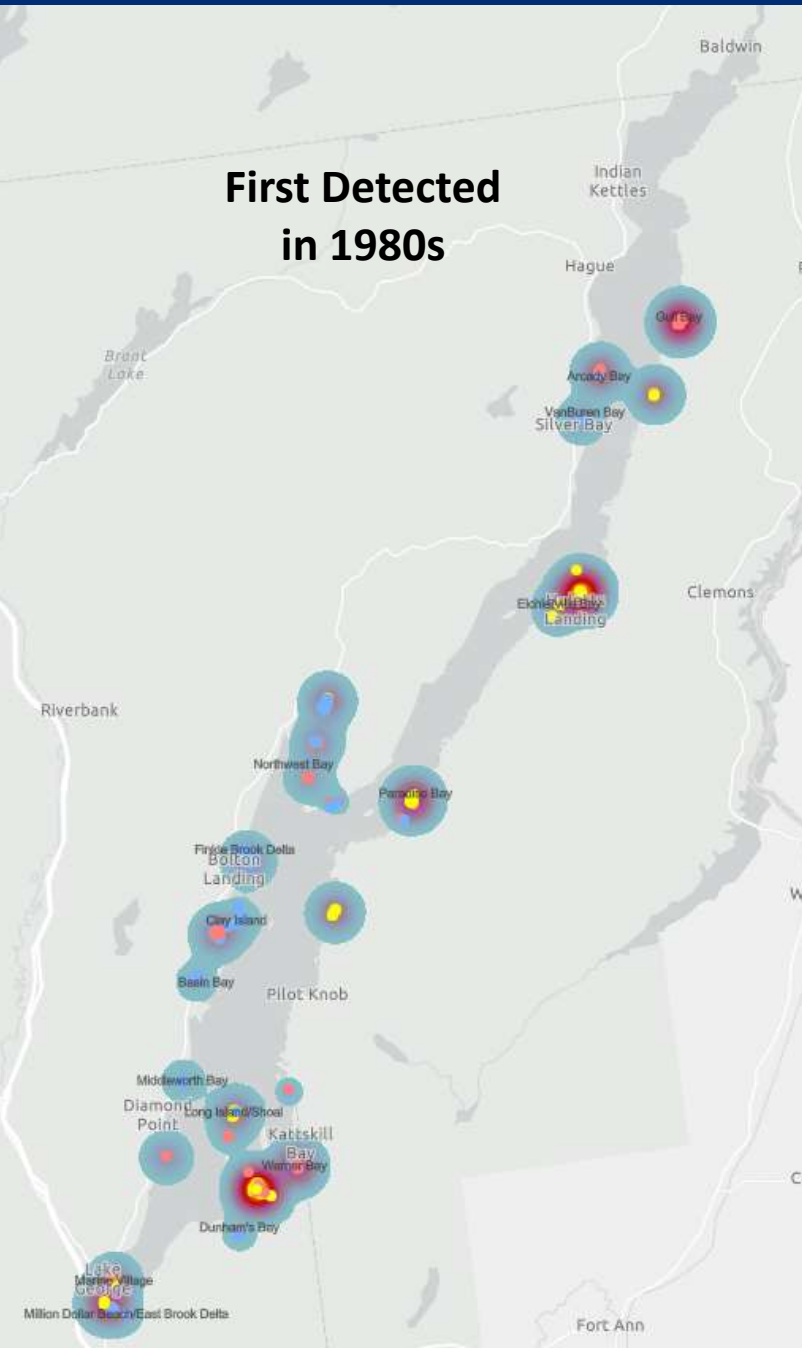 Baldwin
First Detected
in 1980s
Indian
Kettles
Hague
Gull Bay
Brant
Lake
Arcady Bay
VanBuren Bay
Silver Bay
Clemons
Landing
Riverbank
Northwest Bay
Paradise Bay
Finkle Brook Delta
Bolton
Landing
Clay Island
Basin Bay
Pilot Knob
W
Middleworth Bay
Diamond
Point
Long Island/Shoal
Kattskill
Bay
Warner Bay
C
Dunham's Bay
Lake
George
Marine Village
Million Dollar Beach/East Brook Delta
Fort Ann